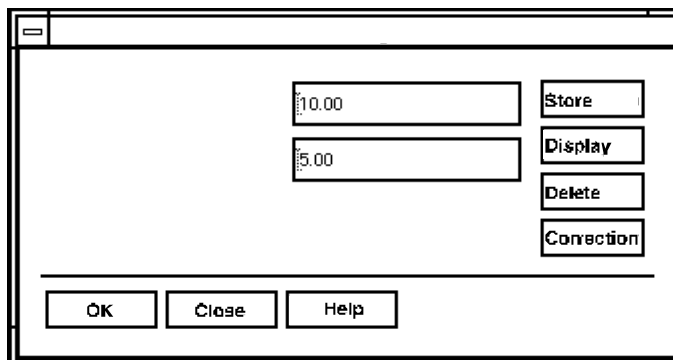 10.00
Store
5.00
Display
Delete
Correction
OK
Close
Help